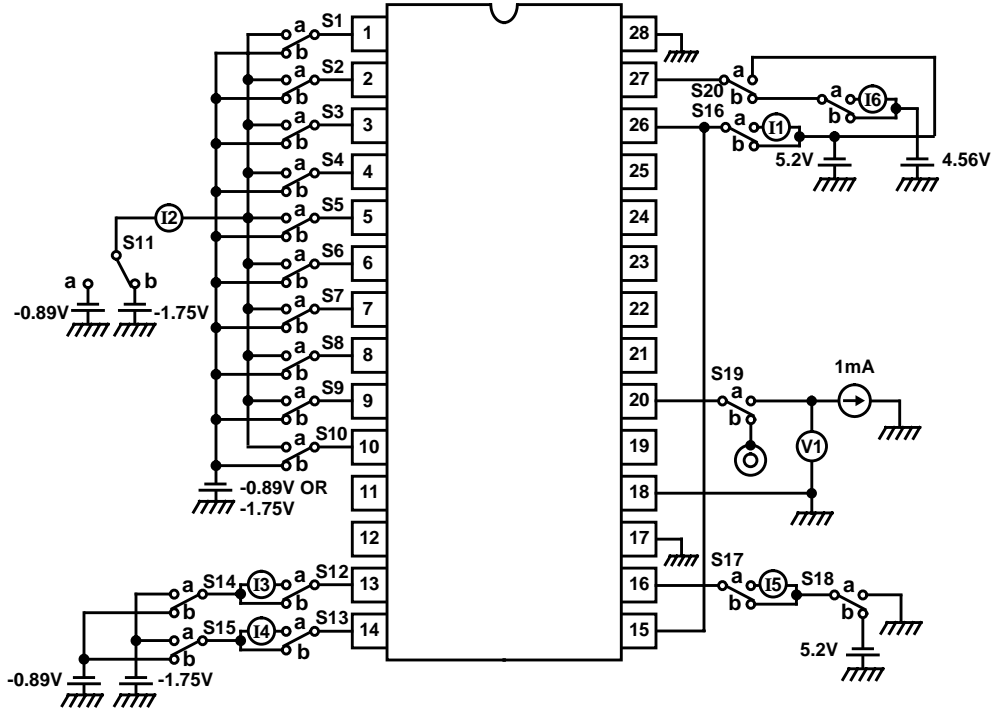 a S1 1
b
a S2 2
b
a S3 3
b
a S4 4
b
a S5 5
b
a S6 6
b
a S7 7
b
a S8 8
b
a S9 9
b
a S10 10
b
I2
S11
a b
-0.89V -1.75V
-0.89V OR
-1.75V
11
12
a S14 I3 a S12 13
b b
a S15 I4 a S13 14
b b
-0.89V -1.75V
28
27 a
S20 b a I6
b
26 S16 a I1
b
5.2V 4.56V
25
24
23
22
21
1mA
20 S19 a
b
V1
19
18
17
16 S17 a I5 S18 a
b b
15
5.2V